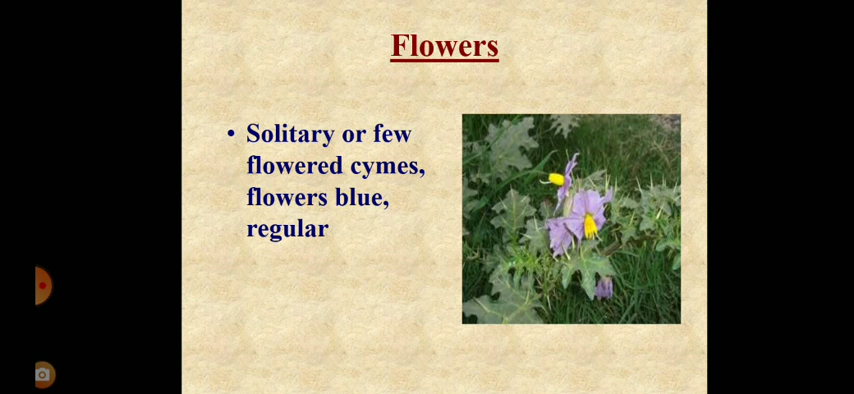 Flowers
• Solitary or few
flowered cymes,
flowers blue,
regular